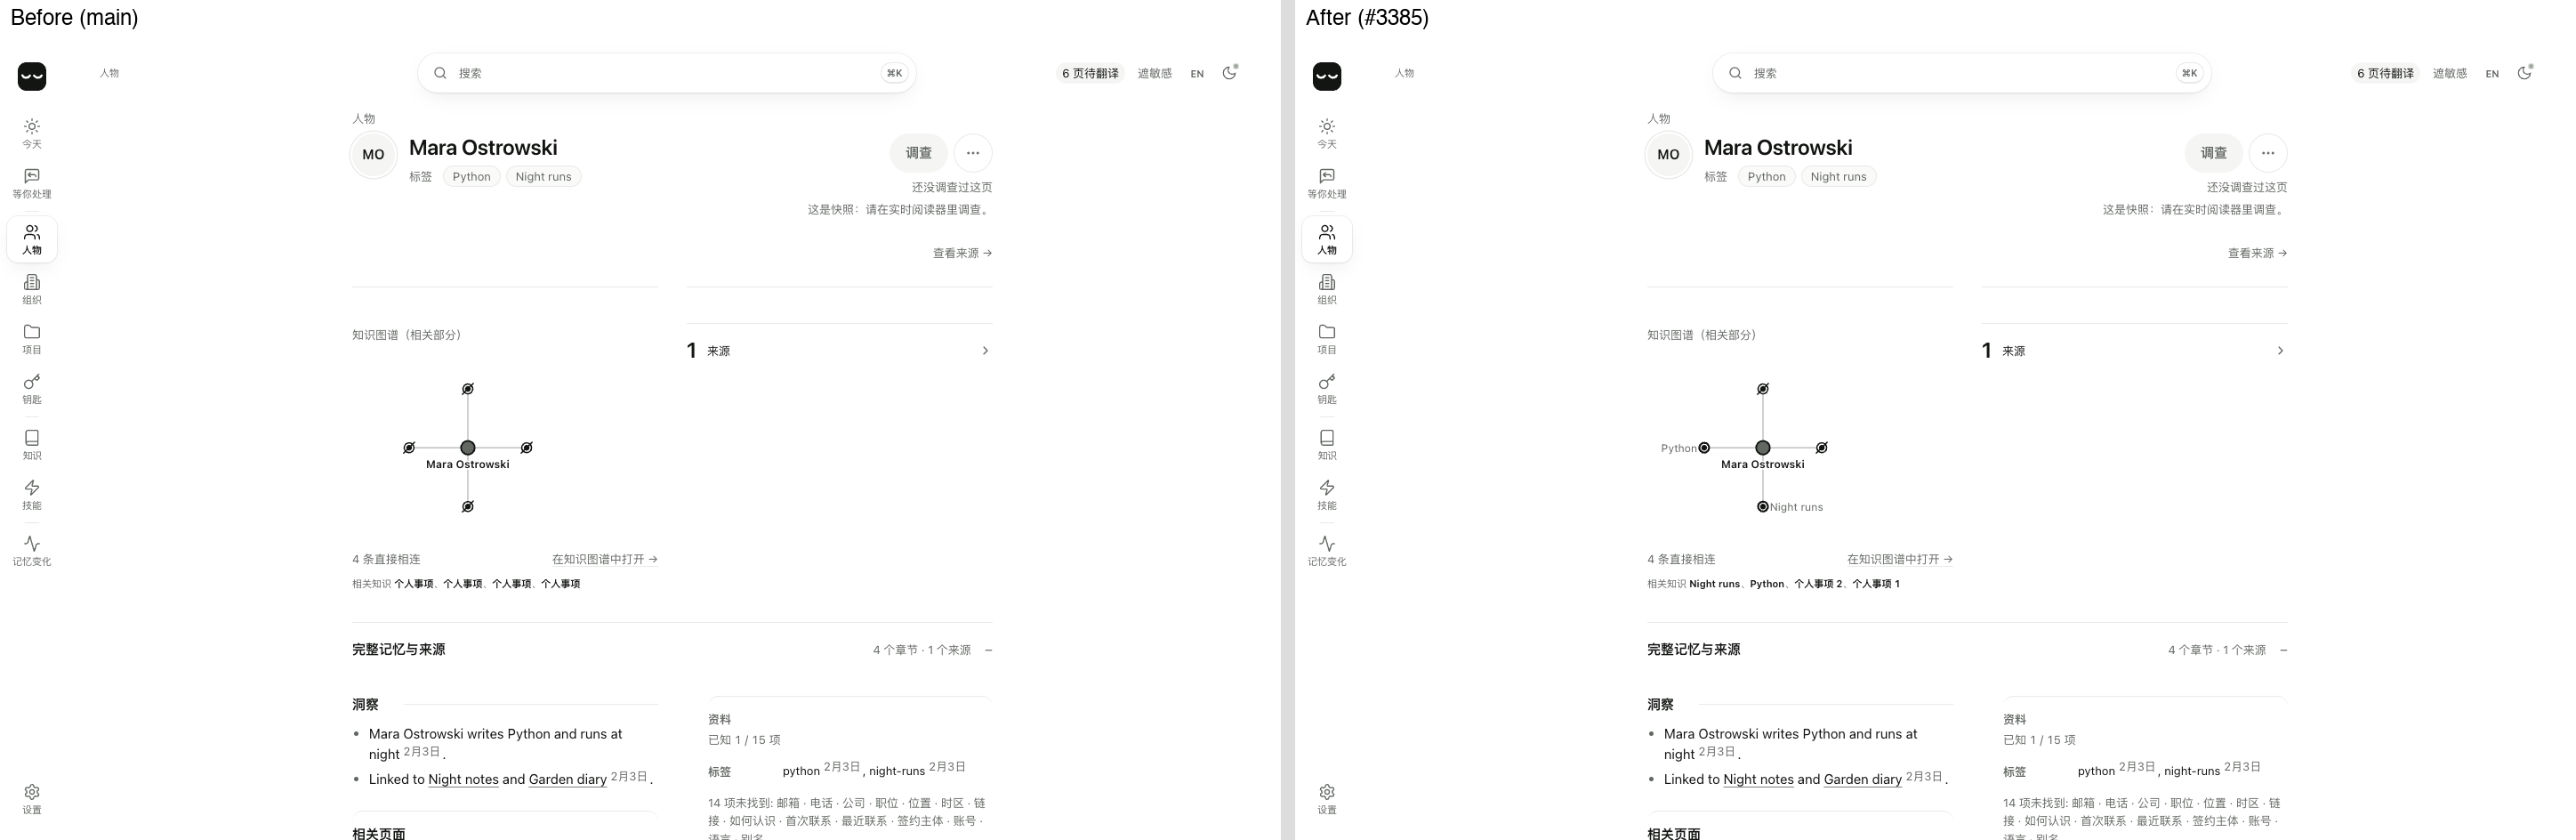 Before (main)
人物
搜索
⌘K
6 页待翻译
遮敏感
EN
今天
等你处理
人物
组织
项目
钥匙
知识
技能
记忆变化
设置
人物
MO
Mara Ostrowski
标签 Python Night runs
调查
还没调查过这页
这是快照：请在实时阅读器里调查。
查看来源 →
知识图谱（相关部分）
1 来源
Mara Ostrowski
4 条直接相连
在知识图谱中打开 →
相关知识 个人事项、个人事项、个人事项、个人事项
完整记忆与来源
4 个章节 · 1 个来源
洞察
Mara Ostrowski writes Python and runs at
night 2月3日 .
Linked to Night notes and Garden diary 2月3日 .
相关页面
资料
已知 1 / 15 项
标签 python 2月3日 , night-runs 2月3日
14 项未找到: 邮箱 · 电话 · 公司 · 职位 · 位置 · 时区 · 链
接 · 如何认识 · 首次联系 · 最近联系 · 签约主体 · 账号 ·
语言 · 别名
After (#3385)
人物
搜索
⌘K
6 页待翻译
遮敏感
EN
今天
等你处理
人物
组织
项目
钥匙
知识
技能
记忆变化
设置
人物
MO
Mara Ostrowski
标签 Python Night runs
调查
还没调查过这页
这是快照：请在实时阅读器里调查。
查看来源 →
知识图谱（相关部分）
1 来源
Python
Mara Ostrowski
Night runs
4 条直接相连
在知识图谱中打开 →
相关知识 Night runs、Python、个人事项 2、个人事项 1
完整记忆与来源
4 个章节 · 1 个来源
洞察
Mara Ostrowski writes Python and runs at
night 2月3日 .
Linked to Night notes and Garden diary 2月3日 .
相关页面
资料
已知 1 / 15 项
标签 python 2月3日 , night-runs 2月3日
14 项未找到: 邮箱 · 电话 · 公司 · 职位 · 位置 · 时区 · 链
接 · 如何认识 · 首次联系 · 最近联系 · 签约主体 · 账号 ·
语言 · 别名